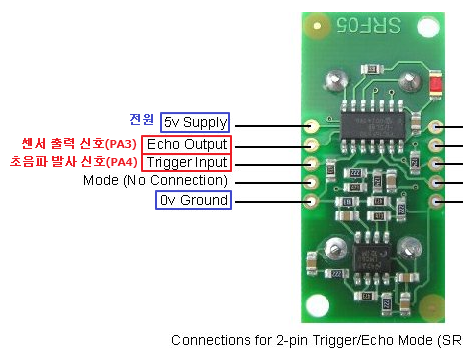 SRF05
전원 5v Supply
센서 출력 신호(PA3) Echo Output
초음파 발사 신호(PA4) Trigger Input
Mode (No Connection)
0v Ground
Connections for 2-pin Trigger/Echo Mode (SR